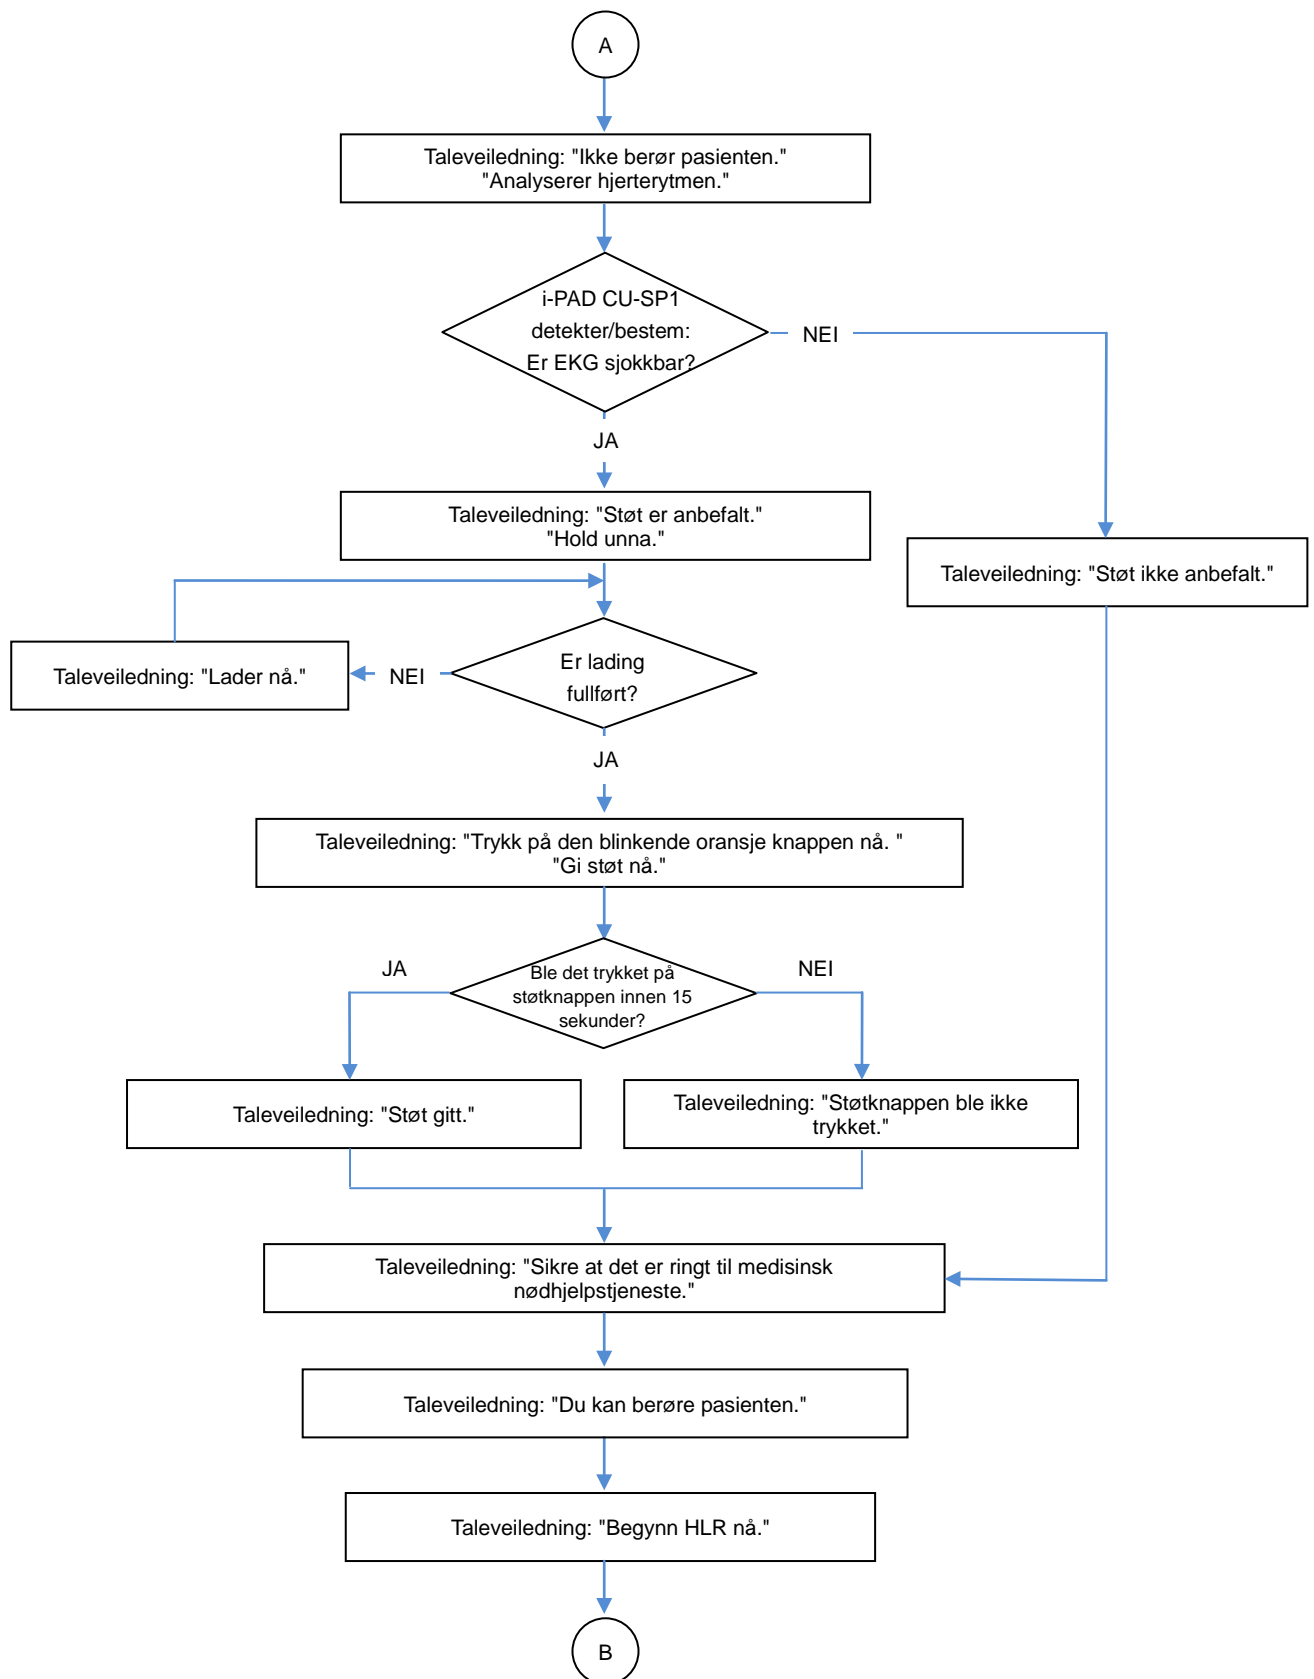 A
Taleveiledning: "Ikke berør pasienten."
"Analyserer hjerterytmen."
i-PAD CU-SP1
detekter/bestem:
Er EKG sjokkbar?
NEI
JA
Taleveiledning: "Støt er anbefalt."
"Hold unna."
Taleveiledning: "Støt ikke anbefalt."
Er lading
fullført?
NEI
Taleveiledning: "Lader nå."
JA
Taleveiledning: "Trykk på den blinkende oransje knappen nå. "
"Gi støt nå."
JA
Ble det trykket på
støtknappen innen 15
sekunder?
NEI
Taleveiledning: "Støt gitt."
Taleveiledning: "Støtknappen ble ikke
trykket."
Taleveiledning: "Sikre at det er ringt til medisinsk
nødhjelpstjeneste."
Taleveiledning: "Du kan berøre pasienten."
Taleveiledning: "Begynn HLR nå."
B